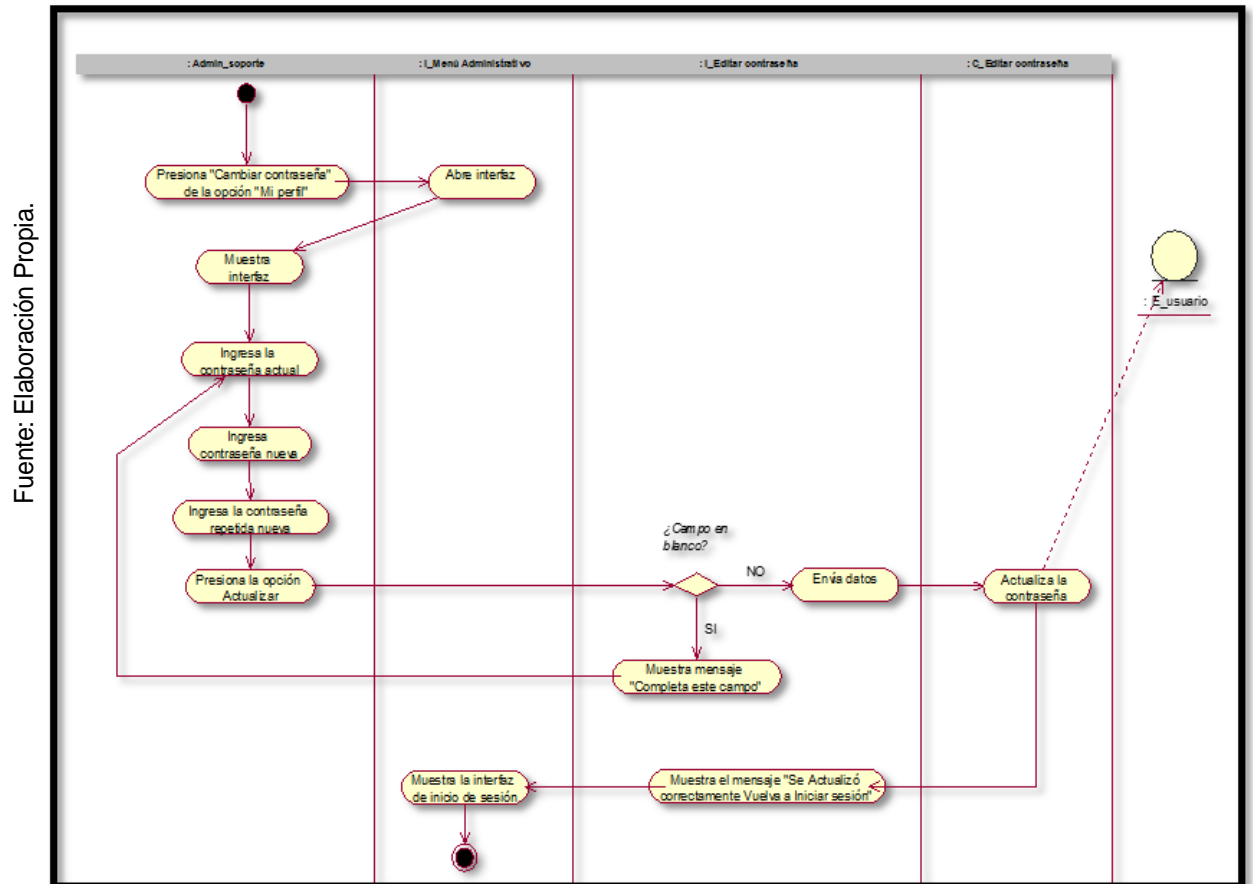 : Admin_soporte
: I_Menú Administrativo
: I_Editar contraseña
: C_Editar contraseña
Presiona "Cambiar contraseña"
de la opción "Mi perfil"
Abre interfaz
Muestra
interfaz
: E_usuario
Ingresa la
contraseña actual
Ingresa
contraseña nueva
Ingresa la contraseña
repetida nueva
¿Campo en
blanco?
Presiona la opción
Actualizar
NO
Envía datos
Actualiza la
contraseña
SI
Muestra mensaje
"Completa este campo"
Muestra la interfaz
de inicio de sesión
Muestra el mensaje "Se Actualizó
correctamente Vuelva a Iniciar sesión"
Fuente: Elaboración Propia.